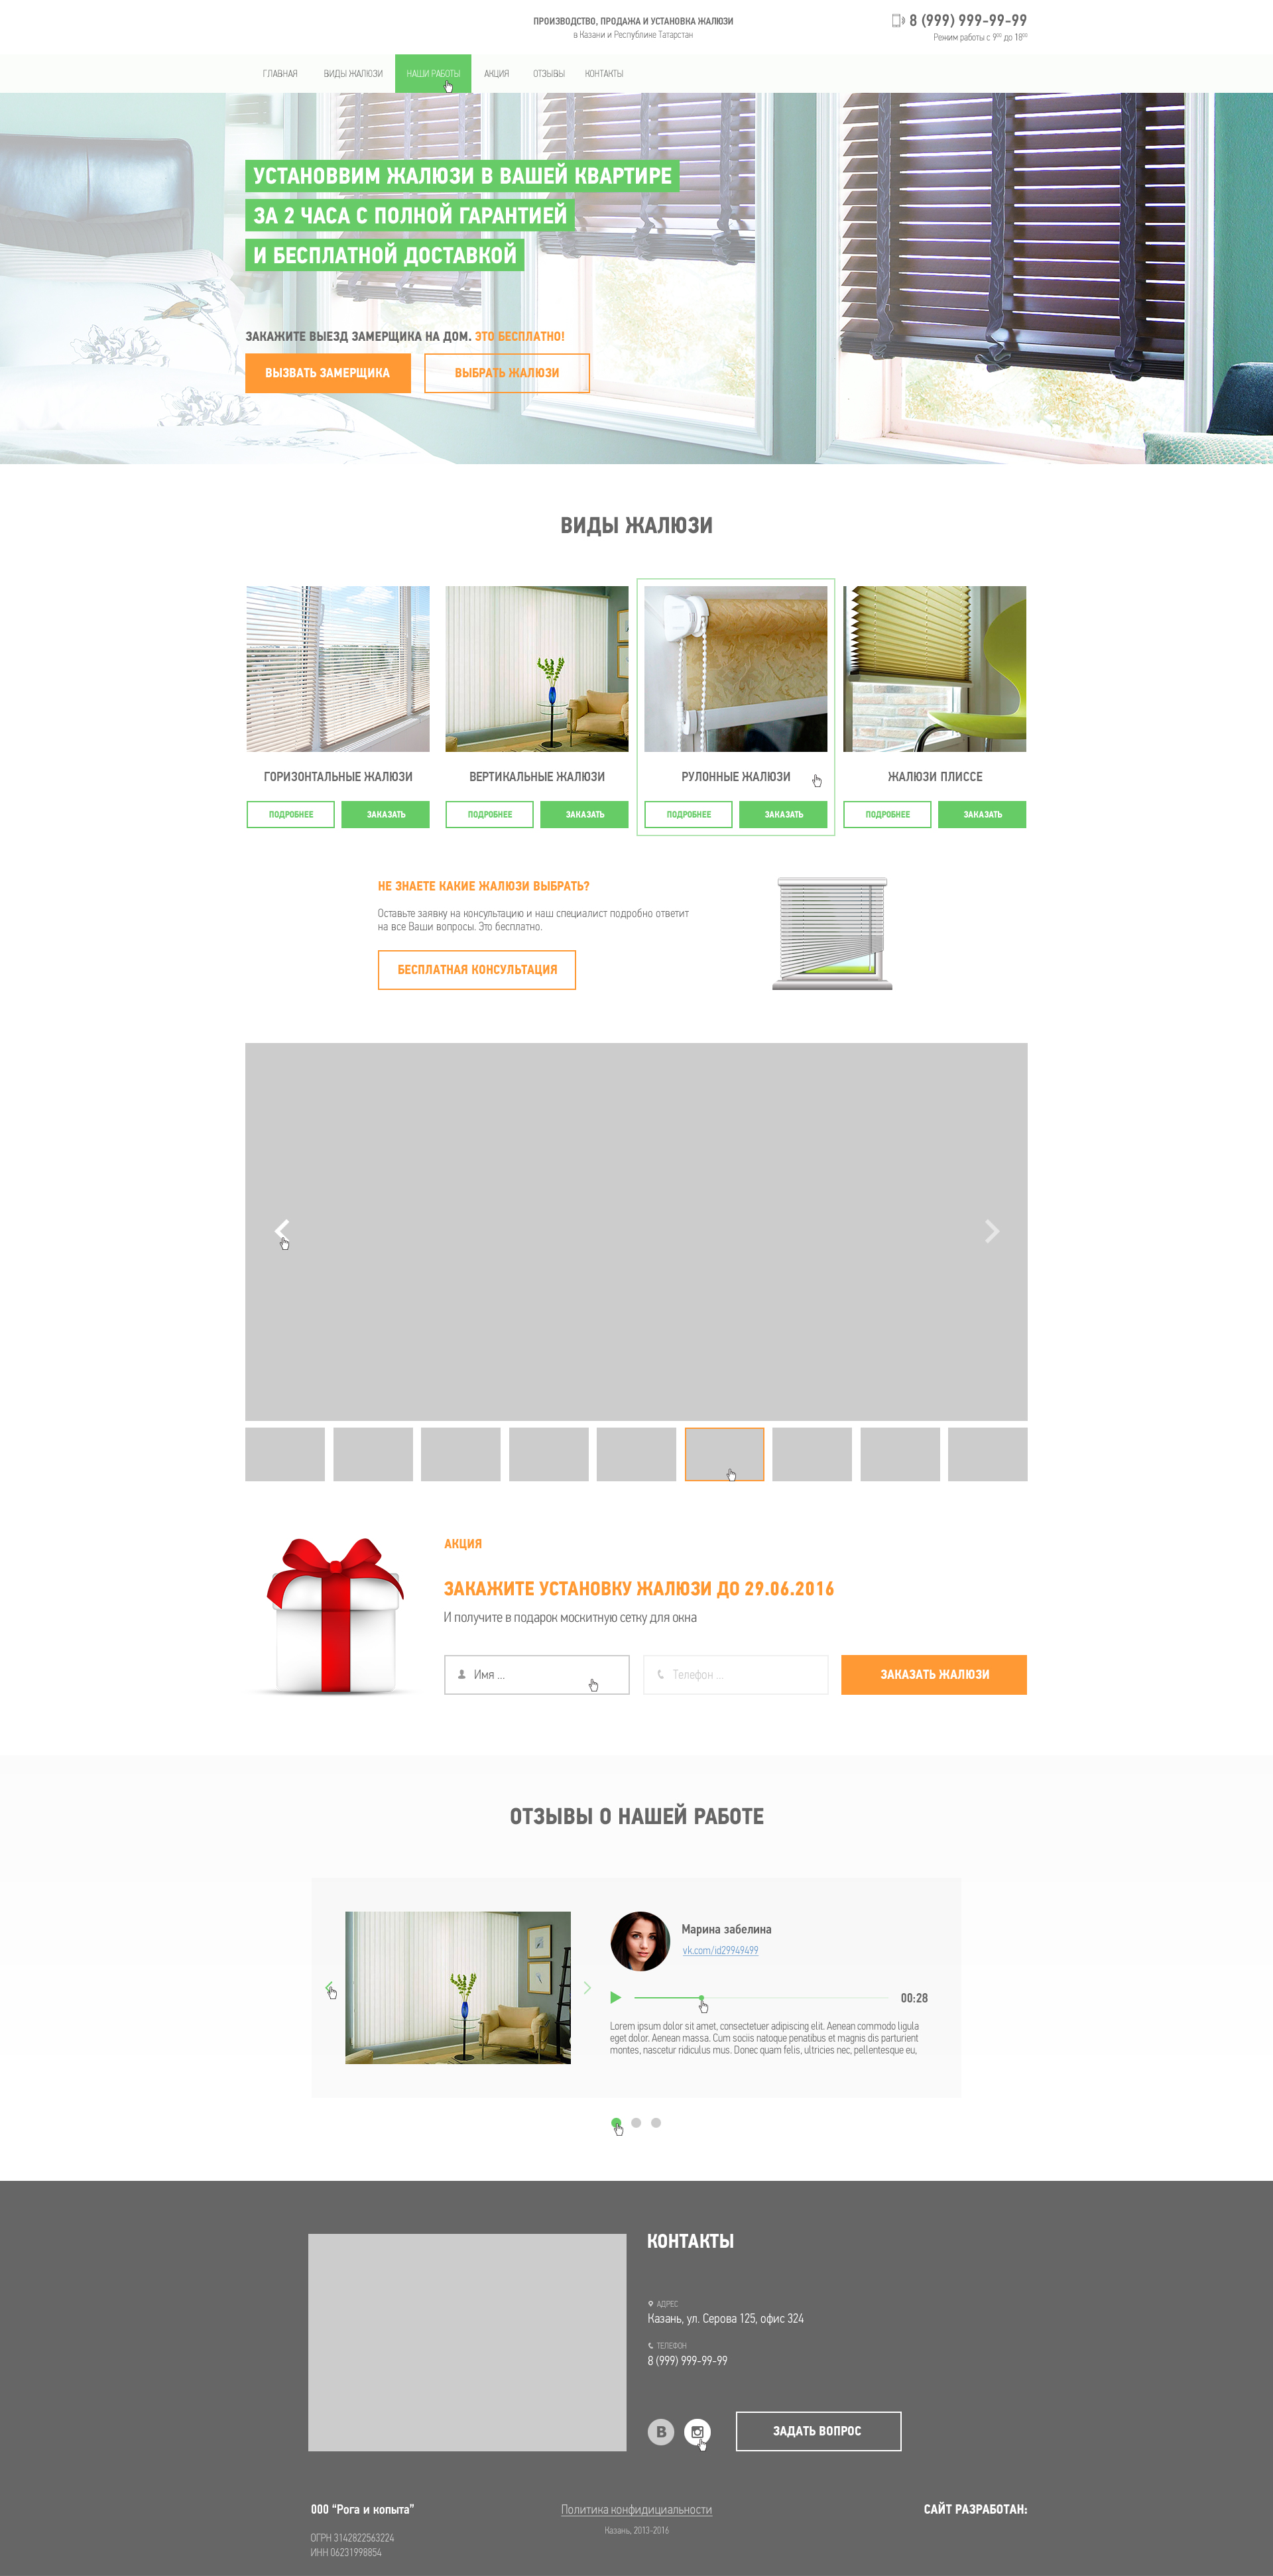 ПРОИЗВОДСТВО, ПРОДАЖА И УСТАНОВКА ЖАЛЮЗИ
в Казани и Республике Татарстан
8 (999) 999-99-99
Режим работы с 9⁰⁰ до 18⁰⁰
ГЛАВНАЯ ВИДЫ ЖАЛЮЗИ НАШИ РАБОТЫ АКЦИЯ ОТЗЫВЫ КОНТАКТЫ
УСТАНОВВИМ ЖАЛЮЗИ В ВАШЕЙ КВАРТИРЕ
ЗА 2 ЧАСА С ПОЛНОЙ ГАРАНТИЕЙ
И БЕСПЛАТНОЙ ДОСТАВКОЙ
ЗАКАЖИТЕ ВЫЕЗД ЗАМЕРЩИКА НА ДОМ. ЭТО БЕСПЛАТНО!
ВЫЗВАТЬ ЗАМЕРЩИКА ВЫБРАТЬ ЖАЛЮЗИ
ВИДЫ ЖАЛЮЗИ
ГОРИЗОНТАЛЬНЫЕ ЖАЛЮЗИ ВЕРТИКАЛЬНЫЕ ЖАЛЮЗИ РУЛОННЫЕ ЖАЛЮЗИ ЖАЛЮЗИ ПЛИССЕ
ПОДРОБНЕЕ ЗАКАЗАТЬ ПОДРОБНЕЕ ЗАКАЗАТЬ ПОДРОБНЕЕ ЗАКАЗАТЬ ПОДРОБНЕЕ ЗАКАЗАТЬ
НЕ ЗНАЕТЕ КАКИЕ ЖАЛЮЗИ ВЫБРАТЬ?
Оставьте заявку на консультацию и наш специалист подробно ответит
на все Ваши вопросы. Это бесплатно.
БЕСПЛАТНАЯ КОНСУЛЬТАЦИЯ
АКЦИЯ
ЗАКАЖИТЕ УСТАНОВКУ ЖАЛЮЗИ ДО 29.06.2016
И получите в подарок москитную сетку для окна
Имя ... Телефон ... ЗАКАЗАТЬ ЖАЛЮЗИ
ОТЗЫВЫ О НАШЕЙ РАБОТЕ
Марина забелина
vk.com/id29949499
00:28
Lorem ipsum dolor sit amet, consectetuer adipiscing elit. Aenean commodo ligula
eget dolor. Aenean massa. Cum sociis natoque penatibus et magnis dis parturient
montes, nascetur ridiculus mus. Donec quam felis, ultricies nec, pellentesque eu,
КОНТАКТЫ
АДРЕС
Казань, ул. Серова 125, офис 324
ТЕЛЕФОН
8 (999) 999-99-99
В ЗАДАТЬ ВОПРОС
ООО “Рога и копыта”
ОГРН 3142822563224
ИНН 06231998854
Политика конфидициальности
Казань, 2013-2016
САЙТ РАЗРАБОТАН: